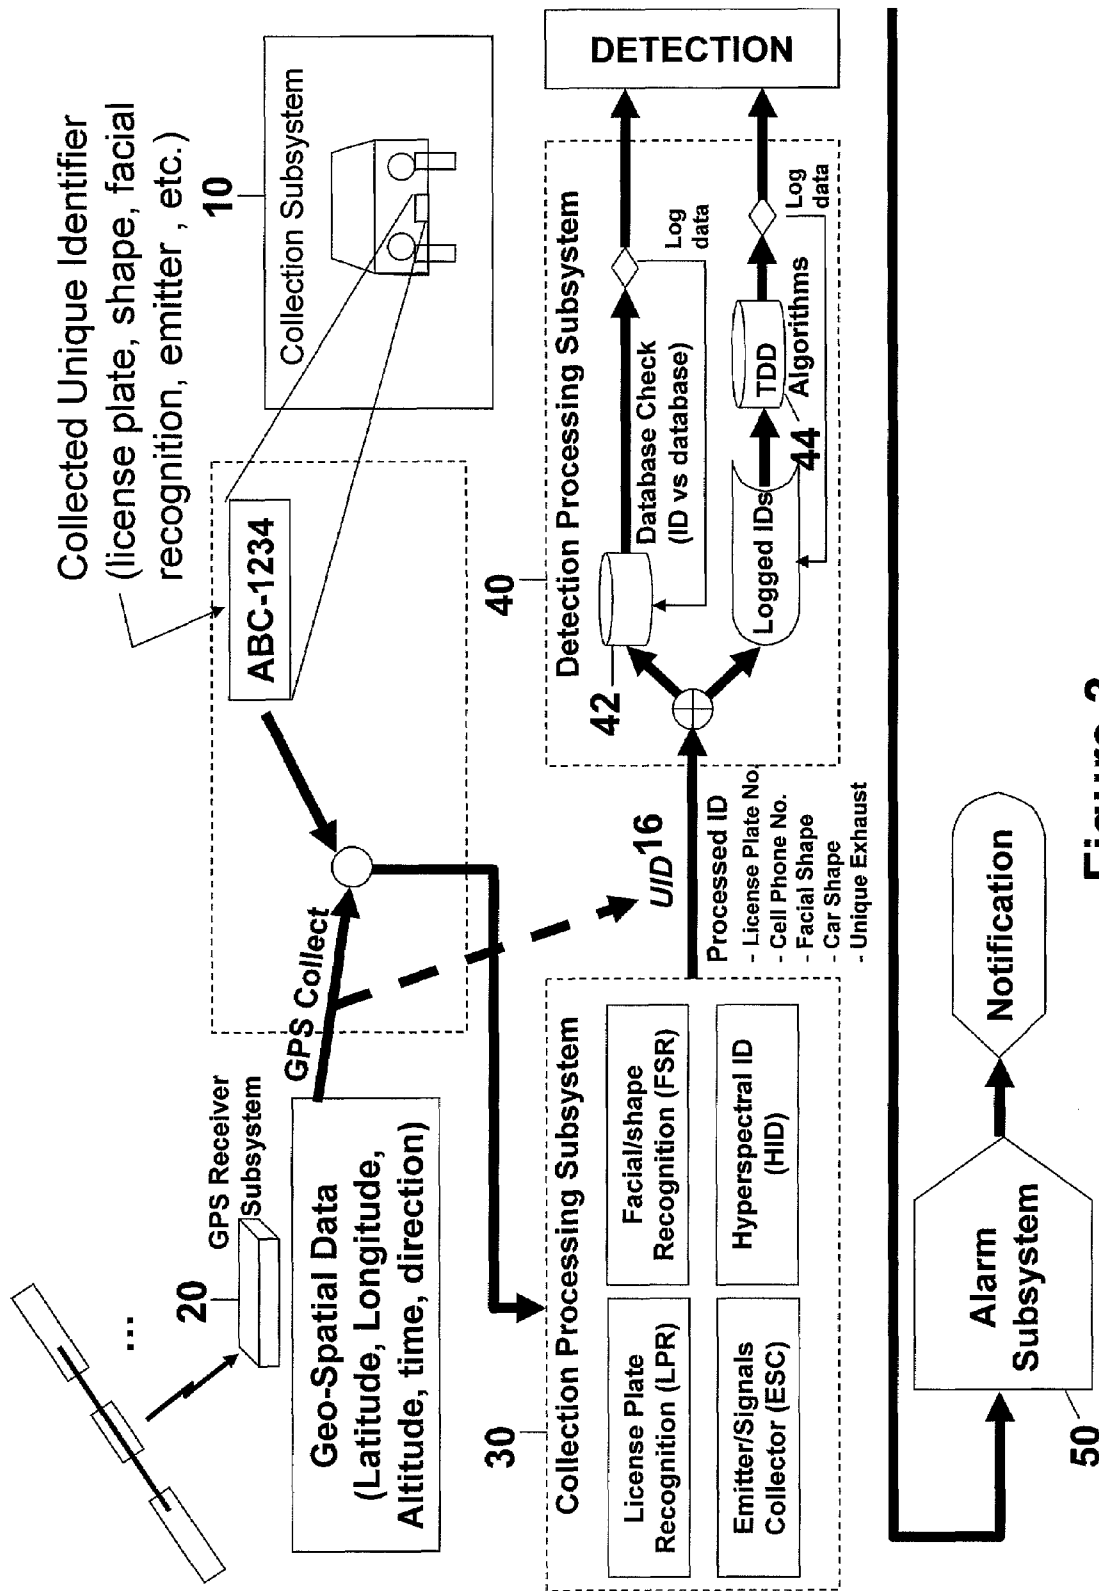 Collected Unique Identifier
(license plate, shape, facial
recognition, emitter , etc.)
...
20
GPS Receiver
Subsystem
Geo-Spatial Data
(Latitude, Longitude,
Altitude, time, direction)
GPS Collect
ABC-1234
10
Collection Subsystem
30
Collection Processing Subsystem
License Plate
Recognition (LPR)
Facial/shape
Recognition (FSR)
Emitter/Signals
Collector (ESC)
Hyperspectral ID
(HID)
UID 16
Processed ID
- License Plate No.
- Cell Phone No.
- Facial Shape
- Car Shape
- Unique Exhaust
40
Detection Processing Subsystem
42
Database Check
(ID vs database)
Log
data
Logged IDs
TDD
Algorithms
44
Log
data
DETECTION
Alarm
Subsystem
50
Notification
Figure